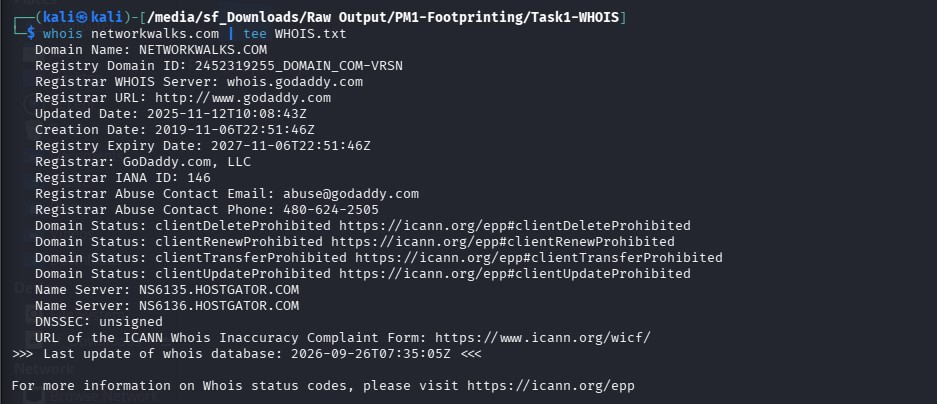 ┌──(kali㉿kali)-[/media/sf_Downloads/Raw Output/PM1-Footprinting/Task1-WHOIS]
└─$ whois networkwalks.com | tee WHOIS.txt
Domain Name: NETWORKWALKS.COM
Registry Domain ID: 2452319255_DOMAIN_COM-VRSN
Registrar WHOIS Server: whois.godaddy.com
Registrar URL: http://www.godaddy.com
Updated Date: 2025-11-12T10:08:43Z
Creation Date: 2019-11-06T22:51:46Z
Registry Expiry Date: 2027-11-06T22:51:46Z
Registrar: GoDaddy.com, LLC
Registrar IANA ID: 146
Registrar Abuse Contact Email: abuse@godaddy.com
Registrar Abuse Contact Phone: 480-624-2505
Domain Status: clientDeleteProhibited https://icann.org/epp#clientDeleteProhibited
Domain Status: clientRenewProhibited https://icann.org/epp#clientRenewProhibited
Domain Status: clientTransferProhibited https://icann.org/epp#clientTransferProhibited
Domain Status: clientUpdateProhibited https://icann.org/epp#clientUpdateProhibited
Name Server: NS6135.HOSTGATOR.COM
Name Server: NS6136.HOSTGATOR.COM
DNSSEC: unsigned
URL of the ICANN Whois Inaccuracy Complaint Form: https://www.icann.org/wicf/
>>> Last update of whois database: 2026-09-26T07:35:05Z <<<
Network
For more information on Whois status codes, please visit https://icann.org/epp
Browse Network